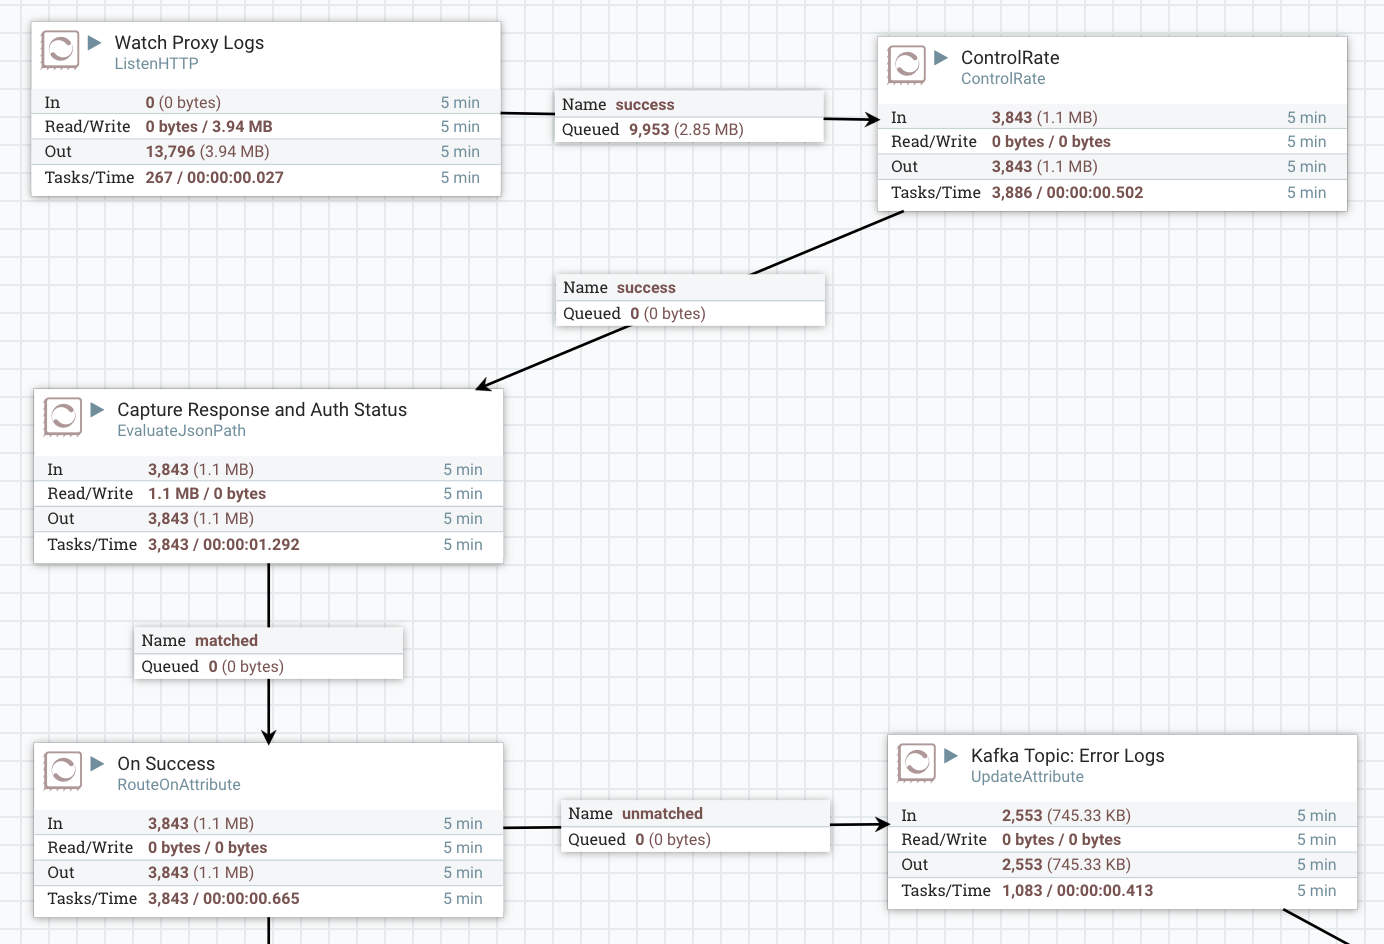 Watch Proxy Logs
ListenHTTP
In 0 (0 bytes) 5 min
Read/Write 0 bytes / 3.94 MB 5 min
Out 13,796 (3.94 MB) 5 min
Tasks/Time 267 / 00:00:00.027 5 min
Name success
Queued 9,953 (2.85 MB)
ControlRate
ControlRate
In 3,843 (1.1 MB) 5 min
Read/Write 0 bytes / 0 bytes 5 min
Out 3,843 (1.1 MB) 5 min
Tasks/Time 3,886 / 00:00:00.502 5 min
Name success
Queued 0 (0 bytes)
Capture Response and Auth Status
EvaluateJsonPath
In 3,843 (1.1 MB) 5 min
Read/Write 1.1 MB / 0 bytes 5 min
Out 3,843 (1.1 MB) 5 min
Tasks/Time 3,843 / 00:00:01.292 5 min
Name matched
Queued 0 (0 bytes)
On Success
RouteOnAttribute
In 3,843 (1.1 MB) 5 min
Read/Write 0 bytes / 0 bytes 5 min
Out 3,843 (1.1 MB) 5 min
Tasks/Time 3,843 / 00:00:00.665 5 min
Name unmatched
Queued 0 (0 bytes)
Kafka Topic: Error Logs
UpdateAttribute
In 2,553 (745.33 KB) 5 min
Read/Write 0 bytes / 0 bytes 5 min
Out 2,553 (745.33 KB) 5 min
Tasks/Time 1,083 / 00:00:00.413 5 min